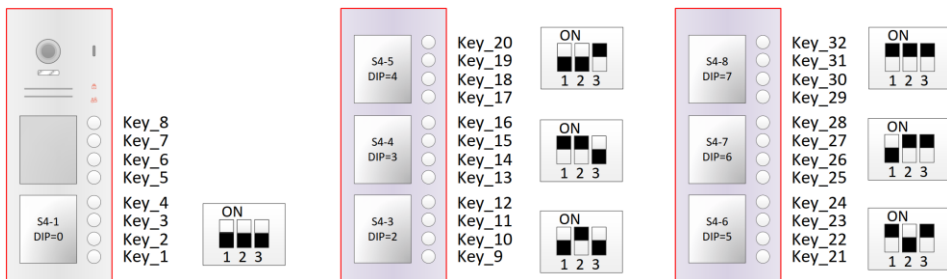 Key_8
Key_7
Key_6
Key_5
S4-1
DIP=0
Key_4
Key_3
Key_2
Key_1
ON
1 2 3
S4-5
DIP=4
Key_20
Key_19
Key_18
Key_17
ON
1 2 3
S4-4
DIP=3
Key_16
Key_15
Key_14
Key_13
ON
1 2 3
S4-3
DIP=2
Key_12
Key_11
Key_10
Key_9
ON
1 2 3
S4-8
DIP=7
Key_32
Key_31
Key_30
Key_29
ON
1 2 3
S4-7
DIP=6
Key_28
Key_27
Key_26
Key_25
ON
1 2 3
S4-6
DIP=5
Key_24
Key_23
Key_22
Key_21
ON
1 2 3